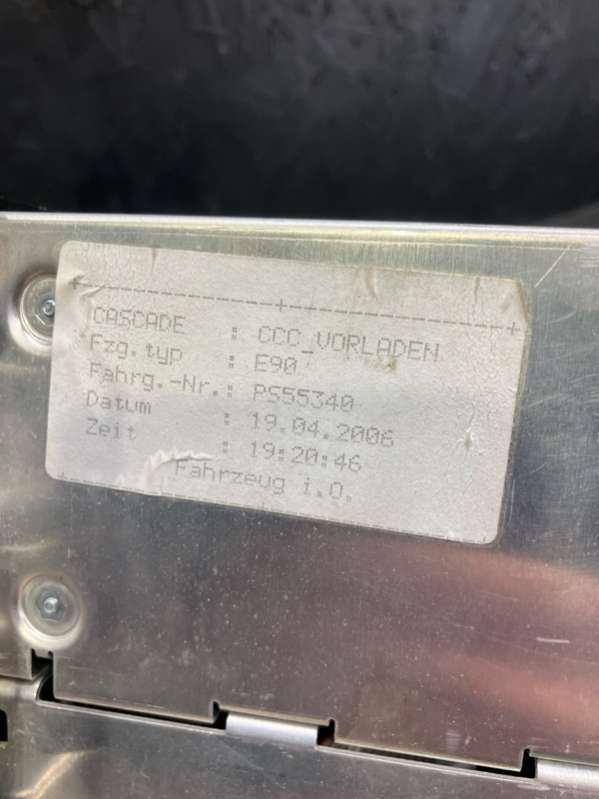 CASCADE : CCC_VORLADEN
Fzg.typ : E90
Fahrg.-Nr.: PS55340
Datum : 19.04.2006
Zeit : 19:20:46
Fahrzeug i.O.